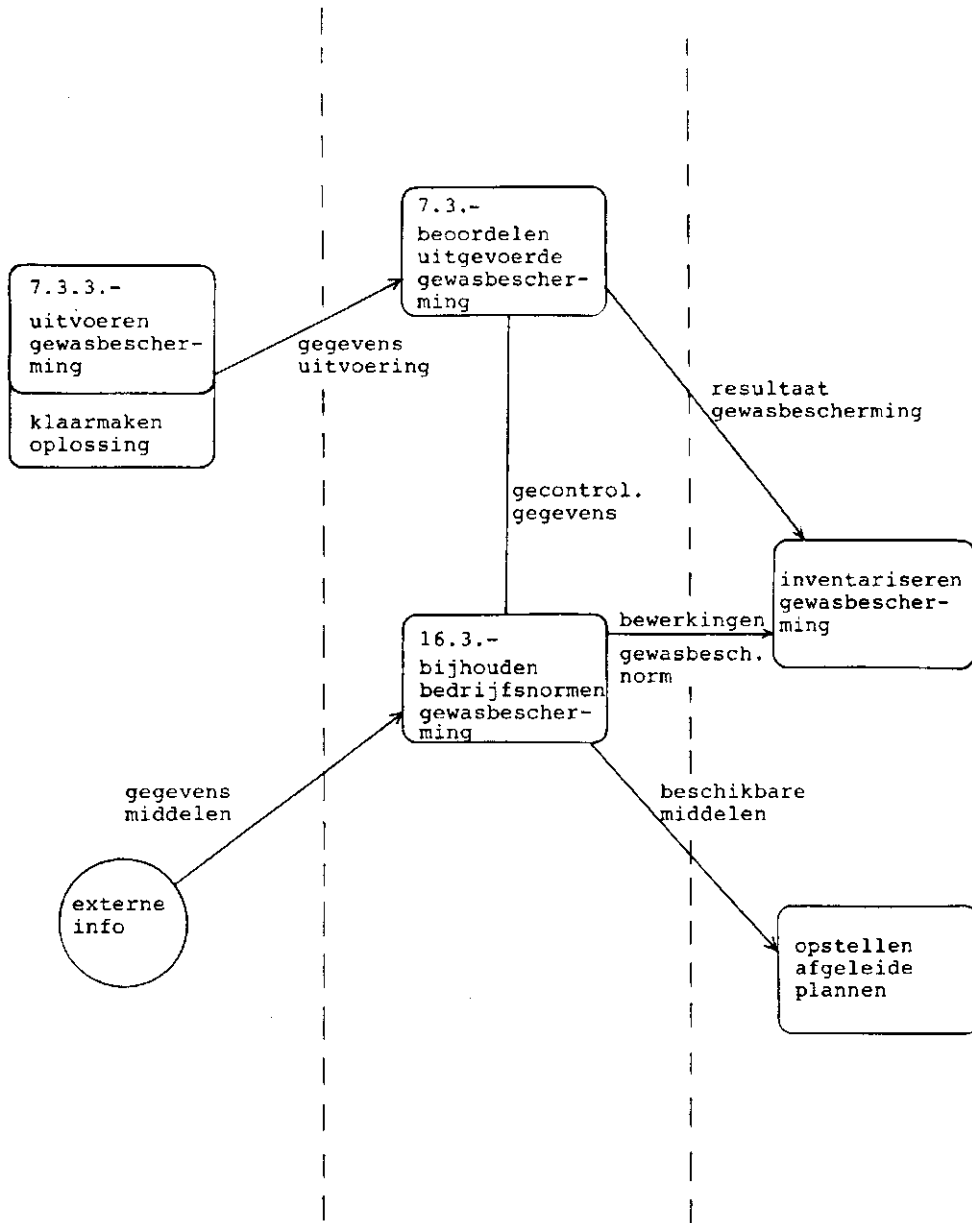 7.3.-
beoordelen
uitgevoerde
gewasbescher-
ming
7.3.3.-
uitvoeren
gewasbescher-
ming
klaarmaken
oplossing
gegevens
uitvoering
resultaat
gewasbescherming
gecontrol.
gegevens
inventariseren
gewasbescher-
ming
16.3.-
bijhouden
bedrijfsnormen
gewasbescher-
ming
bewerkingen
gewasbesch.
norm
gegevens
middelen
beschikbare
middelen
externe
info
opstellen
afgeleide
plannen